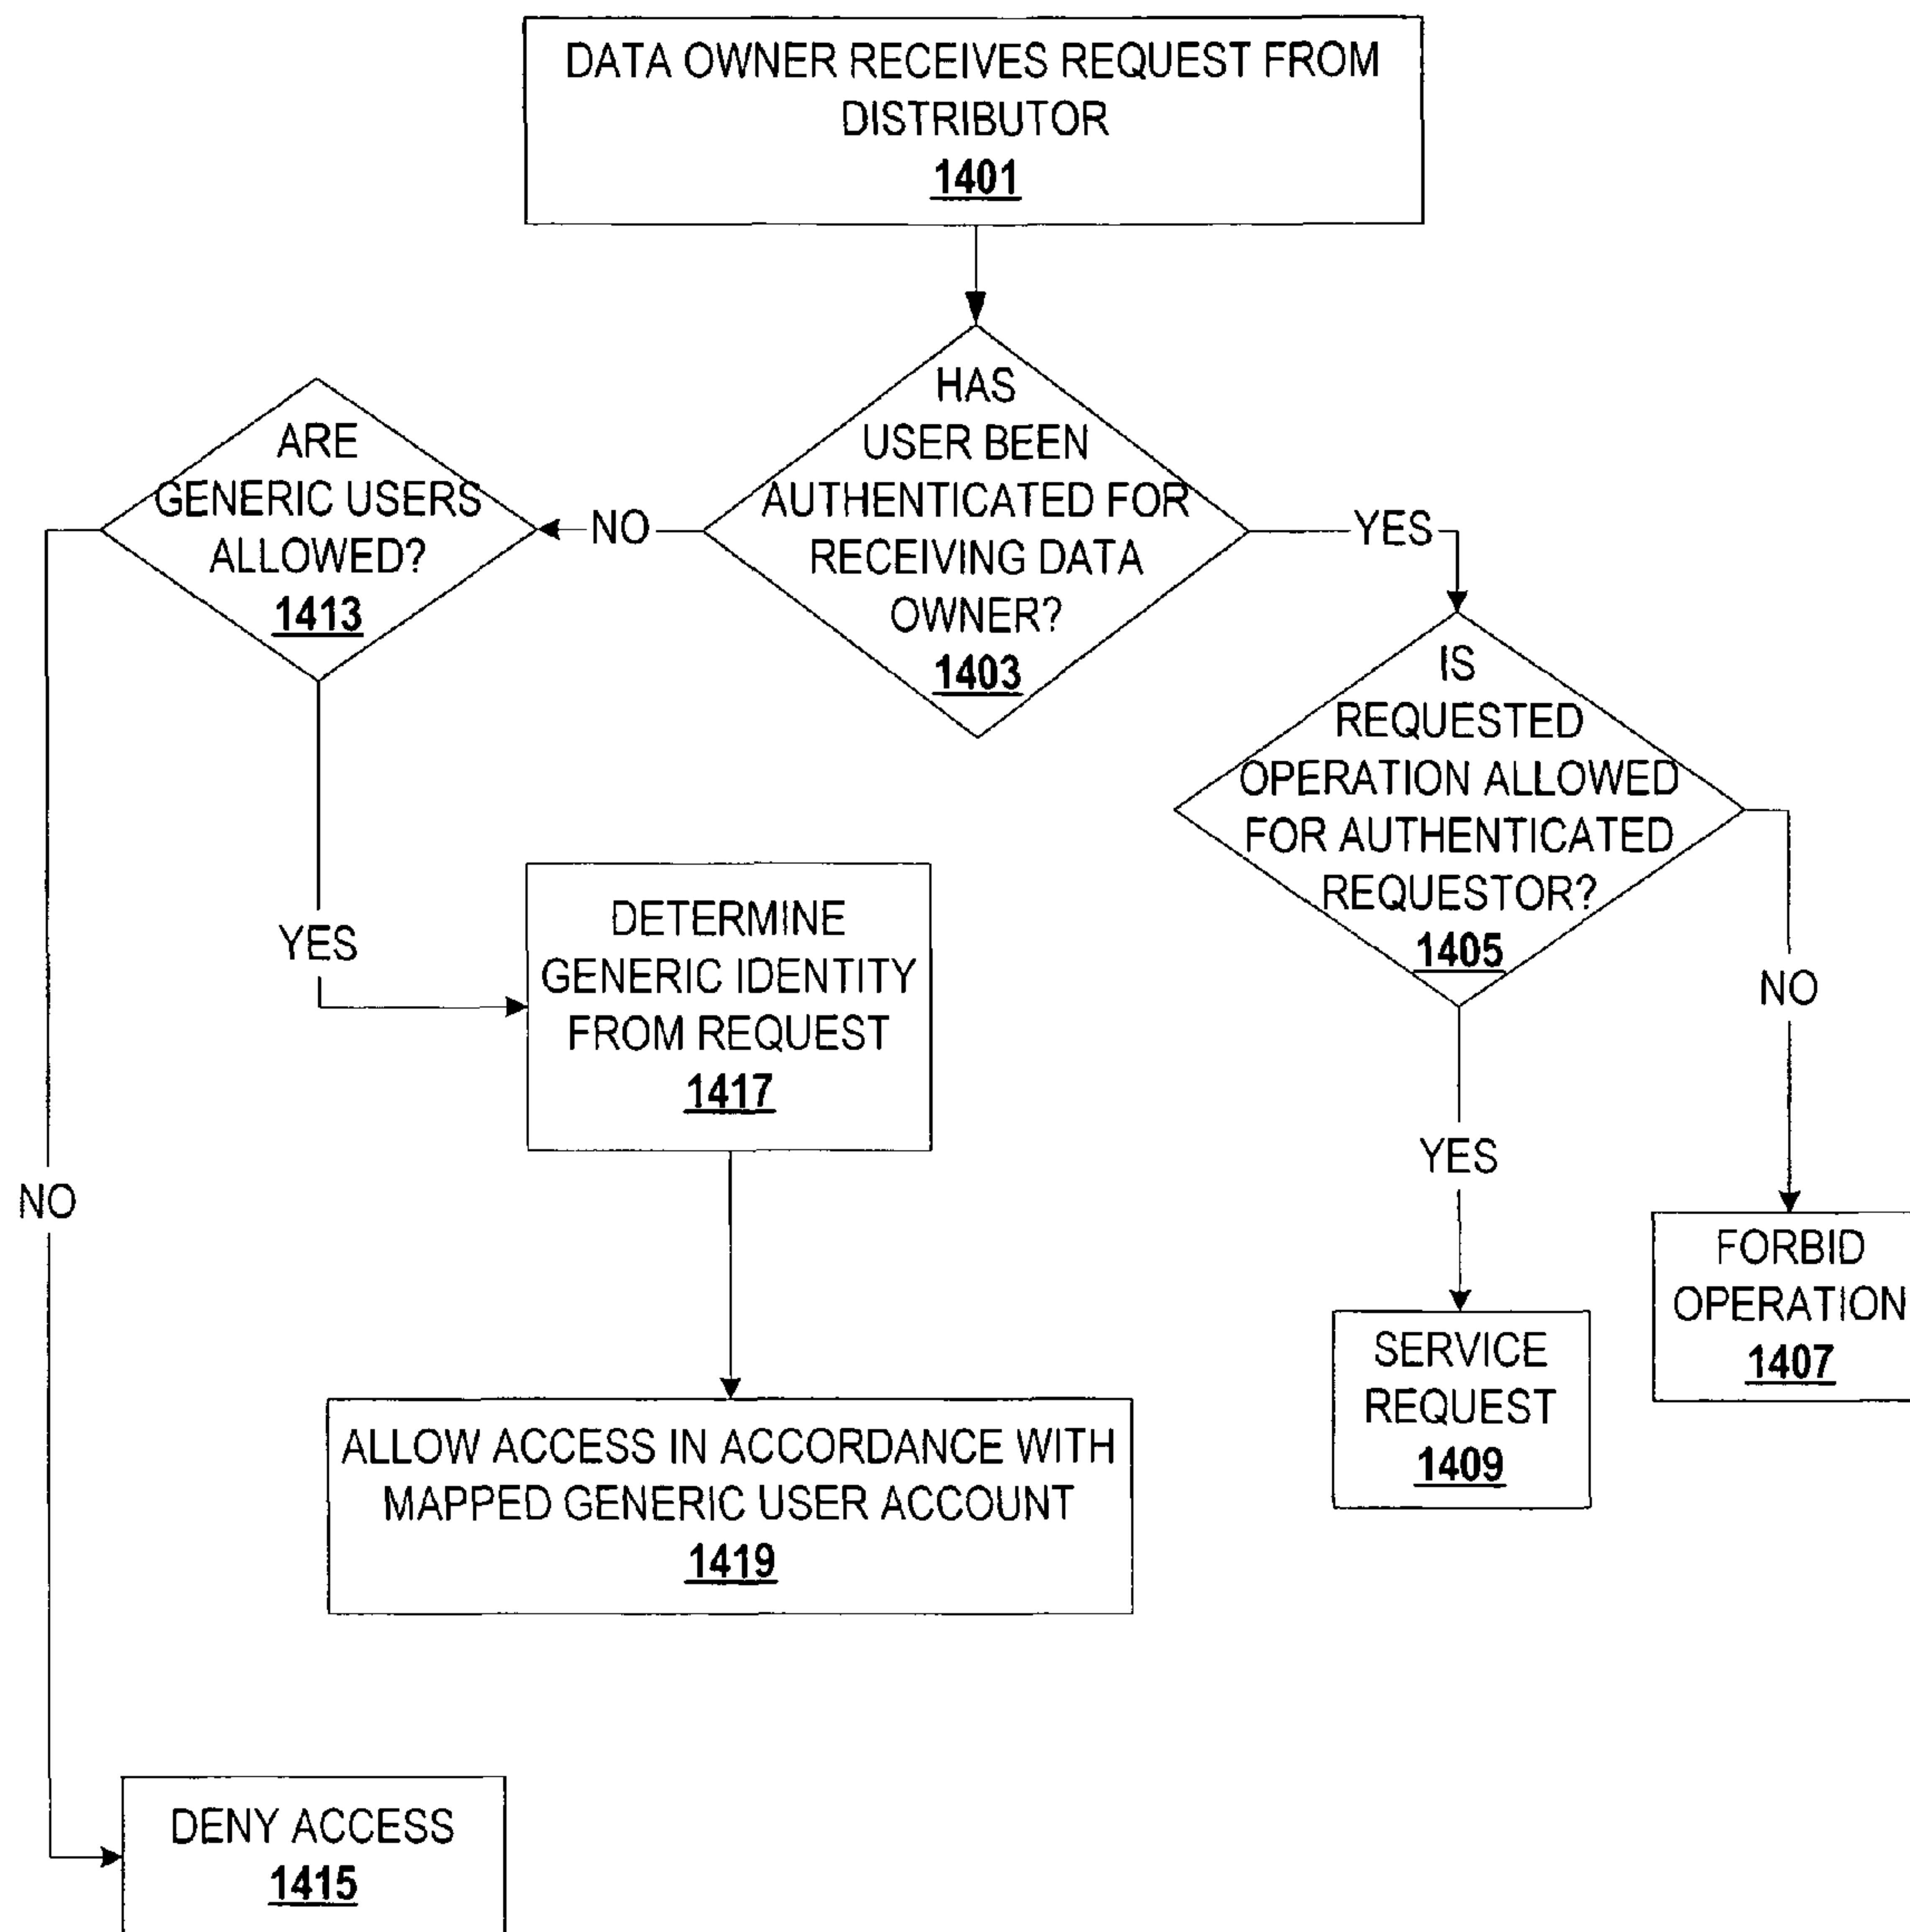 DATA OWNER RECEIVES REQUEST FROM
DISTRIBUTOR
1401
HAS
USER BEEN
AUTHENTICATED FOR
RECEIVING DATA
OWNER?
1403
ARE
GENERIC USERS
ALLOWED?
1413
NO
YES
IS
REQUESTED
OPERATION ALLOWED
FOR AUTHENTICATED
REQUESTOR?
1405
YES
DETERMINE
GENERIC IDENTITY
FROM REQUEST
1417
NO
YES
NO
FORBID
OPERATION
1407
SERVICE
REQUEST
1409
ALLOW ACCESS IN ACCORDANCE WITH
MAPPED GENERIC USER ACCOUNT
1419
DENY ACCESS
1415